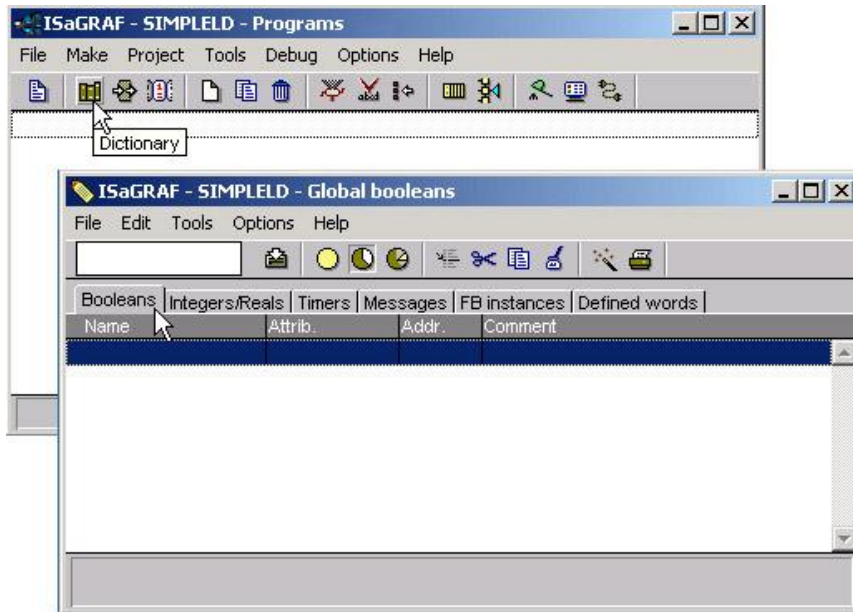 ISaGRAF - SIMPLELD - Programs
File Make Project Tools Debug Options Help
Dictionary
ISaGRAF - SIMPLELD - Global booleans
File Edit Tools Options Help
Booleans Integers/Reals Timers Messages FB instances Defined words
Name Attrib. Addr. Comment